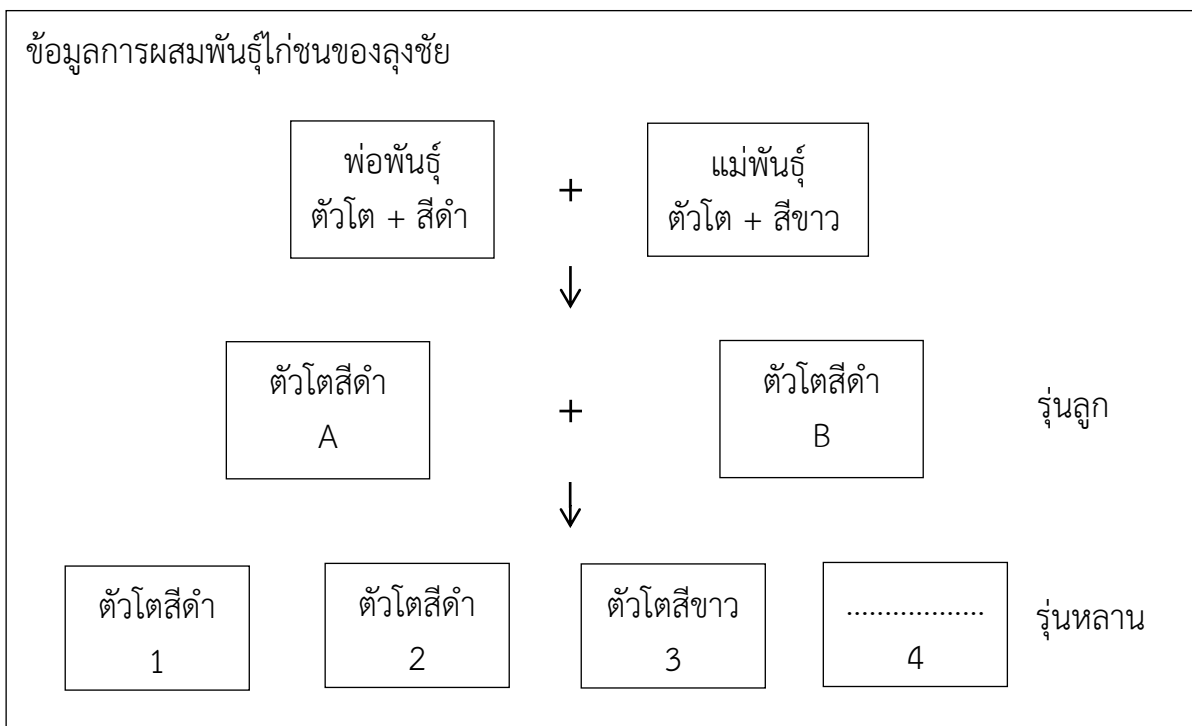 ข้อมูลการผสมพันธุ์ไก่ชนของลุงชัย
พ่อพันธุ์
ตัวโต + สีดำ
+
แม่พันธุ์
ตัวโต + สีขาว
ตัวโตสีดำ
A
+
ตัวโตสีดำ
B
รุ่นลูก
ตัวโตสีดำ
1
ตัวโตสีดำ
2
ตัวโตสีขาว
3
..................
4
รุ่นหลาน